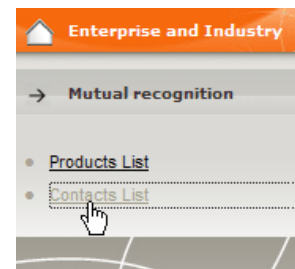 Enterprise and Industry
Mutual recognition
Products List
Contacts List